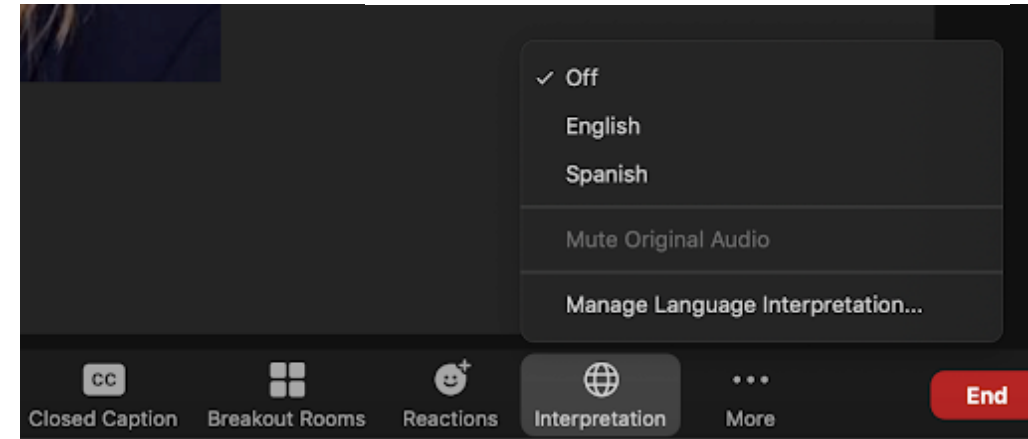 Off
English
Spanish
Mute Original Audio
Manage Language Interpretation...
CC
Closed Caption
Breakout Rooms
Reactions
Interpretation
More
End